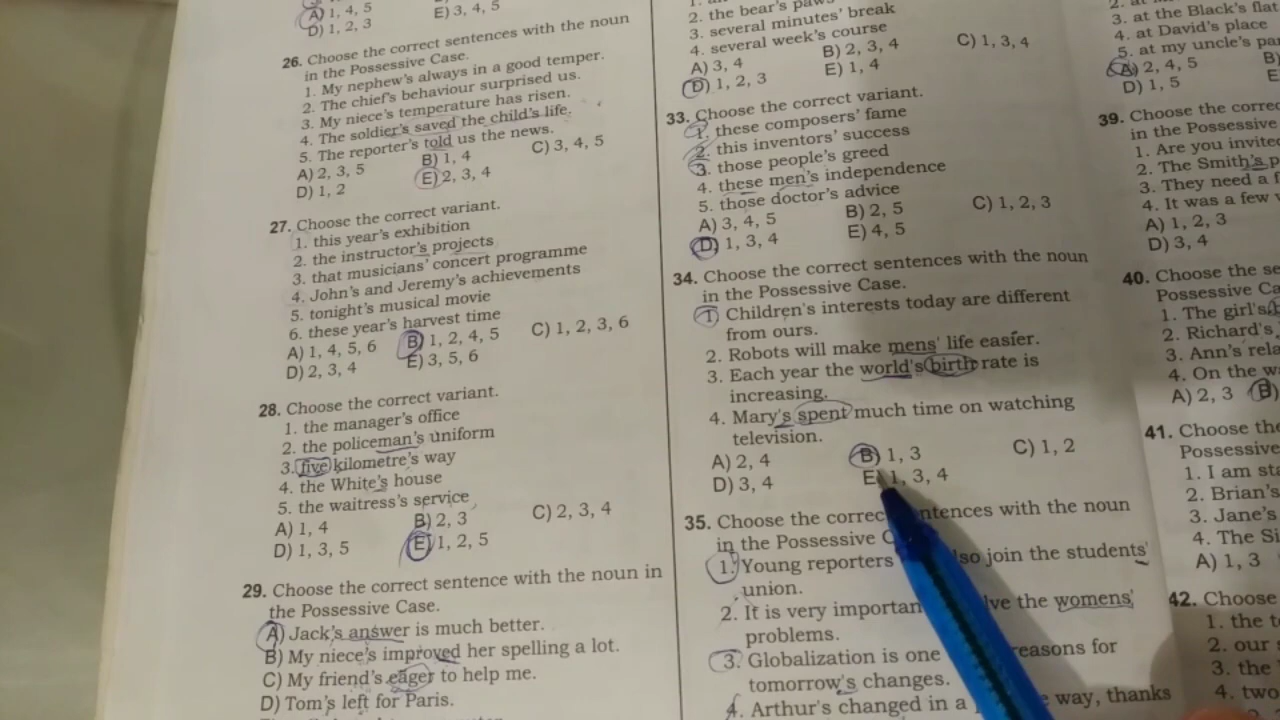 A) 1, 4, 5
E) 3, 4, 5
D) 1, 2, 3
26. Choose the correct sentences with the noun
in the Possessive Case.
1. My nephew's always in a good temper.
2. The chief's behaviour surprised us.
3. My niece's temperature has risen.
4. The soldier's saved the child's life.
5. The reporter's told us the news.
A) 2, 3, 5
B) 1, 4
C) 3, 4, 5
D) 1, 2
E) 2, 3, 4
27. Choose the correct variant.
1. this year's exhibition
2. the instructor's projects
3. that musicians' concert programme
4. John's and Jeremy's achievements
5. tonight's musical movie
6. these year's harvest time
A) 1, 4, 5, 6
B) 1, 2, 4, 5
C) 1, 2, 3, 6
D) 2, 3, 4
E) 3, 5, 6
28. Choose the correct variant.
1. the manager's office
2. the policeman's uniform
3. five kilometre's way
4. the White's house
5. the waitress's service
A) 1, 4
B) 2, 3
C) 2, 3, 4
D) 1, 3, 5
E) 1, 2, 5
29. Choose the correct sentence with the noun in
the Possessive Case.
A) Jack's answer is much better.
B) My niece's improved her spelling a lot.
C) My friend's eager to help me.
D) Tom's left for Paris.
2. the bear's
3. several minutes' break
4. several week's course
A) 3, 4
B) 2, 3, 4
C) 1, 3, 4
D) 1, 2, 3
E) 1, 4
33. Choose the correct variant.
1. these composers' fame
2. this inventors' success
3. those people's greed
4. these men's independence
5. those doctor's advice
A) 3, 4, 5
B) 2, 5
C) 1, 2, 3
D) 1, 3, 4
E) 4, 5
34. Choose the correct sentences with the noun
in the Possessive Case.
1. Children's interests today are different
from ours.
2. Robots will make mens' life easier.
3. Each year the world's birth rate is
increasing.
4. Mary's spent much time on watching
television.
A) 2, 4
B) 1, 3
C) 1, 2
D) 3, 4
E) 1, 3, 4
35. Choose the correc ntences with the noun
in the Possessive C
1. Young reporters so join the students'
union.
2. It is very importan lve the womens'
problems.
3. Globalization is one reasons for
tomorrow's changes.
4. Arthur's changed in a way, thanks
3. at the Black's flat
4. at David's place
5. at my uncle's
A) 2, 4, 5
B)
D) 1, 5
E
39. Choose the correc
in the Possessive
1. Are you invite
2. The Smith's p
3. They need a f
4. It was a few
A) 1, 2, 3
D) 3, 4
40. Choose the se
Possessive Ca
1. The girl's
2. Richard's
3. Ann's rela
4. On the w
A) 2, 3
B)
41. Choose the
Possessive
1. I am sta
2. Brian's
3. Jane's
4. The Si
A) 1, 3
42. Choose
1. the t
2. our
3. the
4. two